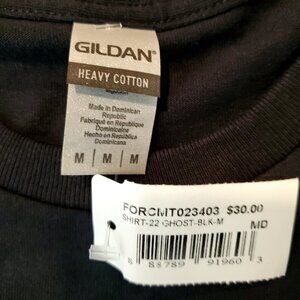 GILDAN®
HEAVY COTTON
Made in Dominican
Republic
Fabriqué en République
Dominicaine
Hecho en República
Dominicana
M M M
FORCMT023403 $30.00
SHIRT-22 GHOST-BLK-M
MD
8 88789 91960 3